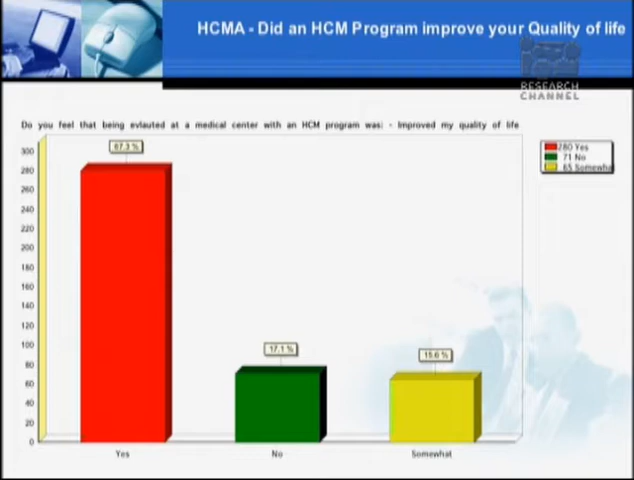 HCMA - Did an HCM Program improve your Quality of life
RESEARCH
CHANNEL
Do you feel that being evlauted at a medical center with an HCM program was: - Improved my quality of life
300
280
260
240
220
200
180
160
140
120
100
80
60
40
20
0
67.3 %
17.1 %
15.6 %
280 Yes
71 No
65 Somewha
Yes
No
Somewhat